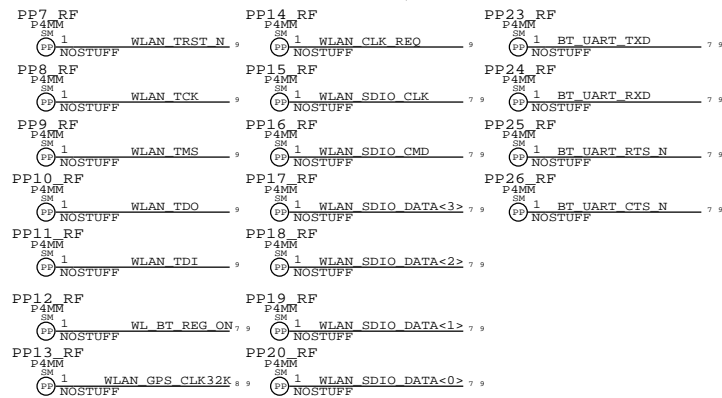 PP7_RF
P4MM
SM
PP 1 WLAN_TRST_N 9
NOSTUFF
PP8_RF
P4MM
SM
PP 1 WLAN_TCK 9
NOSTUFF
PP9_RF
P4MM
SM
PP 1 WLAN_TMS 9
NOSTUFF
PP10_RF
P4MM
SM
PP 1 WLAN_TDO 9
NOSTUFF
PP11_RF
P4MM
SM
PP 1 WLAN_TDI 9
NOSTUFF
PP12_RF
P4MM
SM
PP 1 WL_BT_REG_ON 7 9
NOSTUFF
PP13_RF
P4MM
SM
PP 1 WLAN_GPS_CLK32K 8 9
NOSTUFF
PP14_RF
P4MM
SM
PP 1 WLAN_CLK_REQ 9
NOSTUFF
PP15_RF
P4MM
SM
PP 1 WLAN_SDIO_CLK 7 9
NOSTUFF
PP16_RF
P4MM
SM
PP 1 WLAN_SDIO_CMD 7 9
NOSTUFF
PP17_RF
P4MM
SM
PP 1 WLAN_SDIO_DATA<3> 7 9
NOSTUFF
PP18_RF
P4MM
SM
PP 1 WLAN_SDIO_DATA<2> 7 9
NOSTUFF
PP19_RF
P4MM
SM
PP 1 WLAN_SDIO_DATA<1> 7 9
NOSTUFF
PP20_RF
P4MM
SM
PP 1 WLAN_SDIO_DATA<0> 7 9
NOSTUFF
PP23_RF
P4MM
SM
PP 1 BT_UART_TXD 7 9
NOSTUFF
PP24_RF
P4MM
SM
PP 1 BT_UART_RXD 7 9
NOSTUFF
PP25_RF
P4MM
SM
PP 1 BT_UART_RTS_N 7 9
NOSTUFF
PP26_RF
P4MM
SM
PP 1 BT_UART_CTS_N 7 9
NOSTUFF